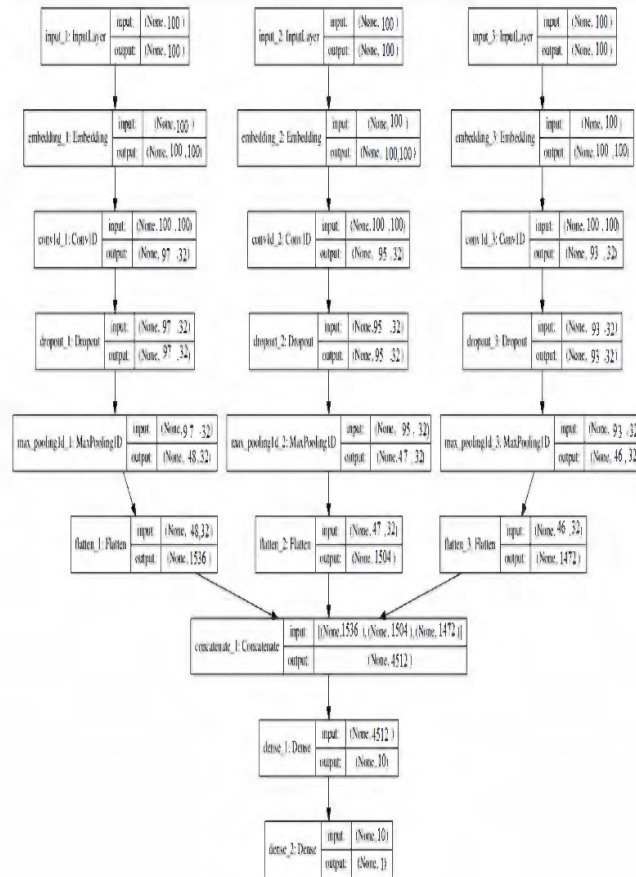 input_1: InputLayer input: (None, 100 ) output: (None, 100 )
input_2: InputLayer input: (None, 100) output: (None, 100)
input_3: InputLayer input: (None, 100) output: (None, 100)
embedding_1: Embedding input: (None, 100 ) output: (None, 100 ,100)
embedding_2: Embedding input: (None, 100 ) output: (None, 100,100 )
embedding_3: Embedding input: (None, 100) output: (None, 100 ,100)
conv1d_1: Conv1D input: (None, 100 , 100) output: (None, 97 ,32)
conv1d_2: Conv1D input: (None, 100 , 100) output: (None, 95 ,32)
conv1d_3: Conv1D input: (None, 100 , 100) output: (None, 93 ,32)
dropout_1: Dropout input: (None, 97 ,32) output: (None, 97 ,32)
dropout_2: Dropout input: (None, 95 ,32) output: (None, 95 ,32)
dropout_3: Dropout input: (None, 93 ,32) output: (None, 93 ,32)
max_pooling1d_1: MaxPooling1D input: (None, 97 ,32) output: (None, 48,32)
max_pooling1d_2: MaxPooling1D input: (None, 95 , 32) output: (None, 47 ,32)
max_pooling1d_3: MaxPooling1D input: (None, 93 ,32 output: (None, 46 ,32
flatten_1: Flatten input: (None, 48,32) output: (None, 1536)
flatten_2: Flatten input: (None, 47 ,32) output: (None, 1504)
flatten_3: Flatten input: (None, 46 ,32) output: (None, 1472)
concatenate_1: Concatenate input: [(None,1536 ),(None, 1504),(None, 1472)] output: (None, 4512 )
dense_1: Dense input: (None, 4512 ) output: (None, 10)
dense_2: Dense input: (None, 10) output: (None, 1)